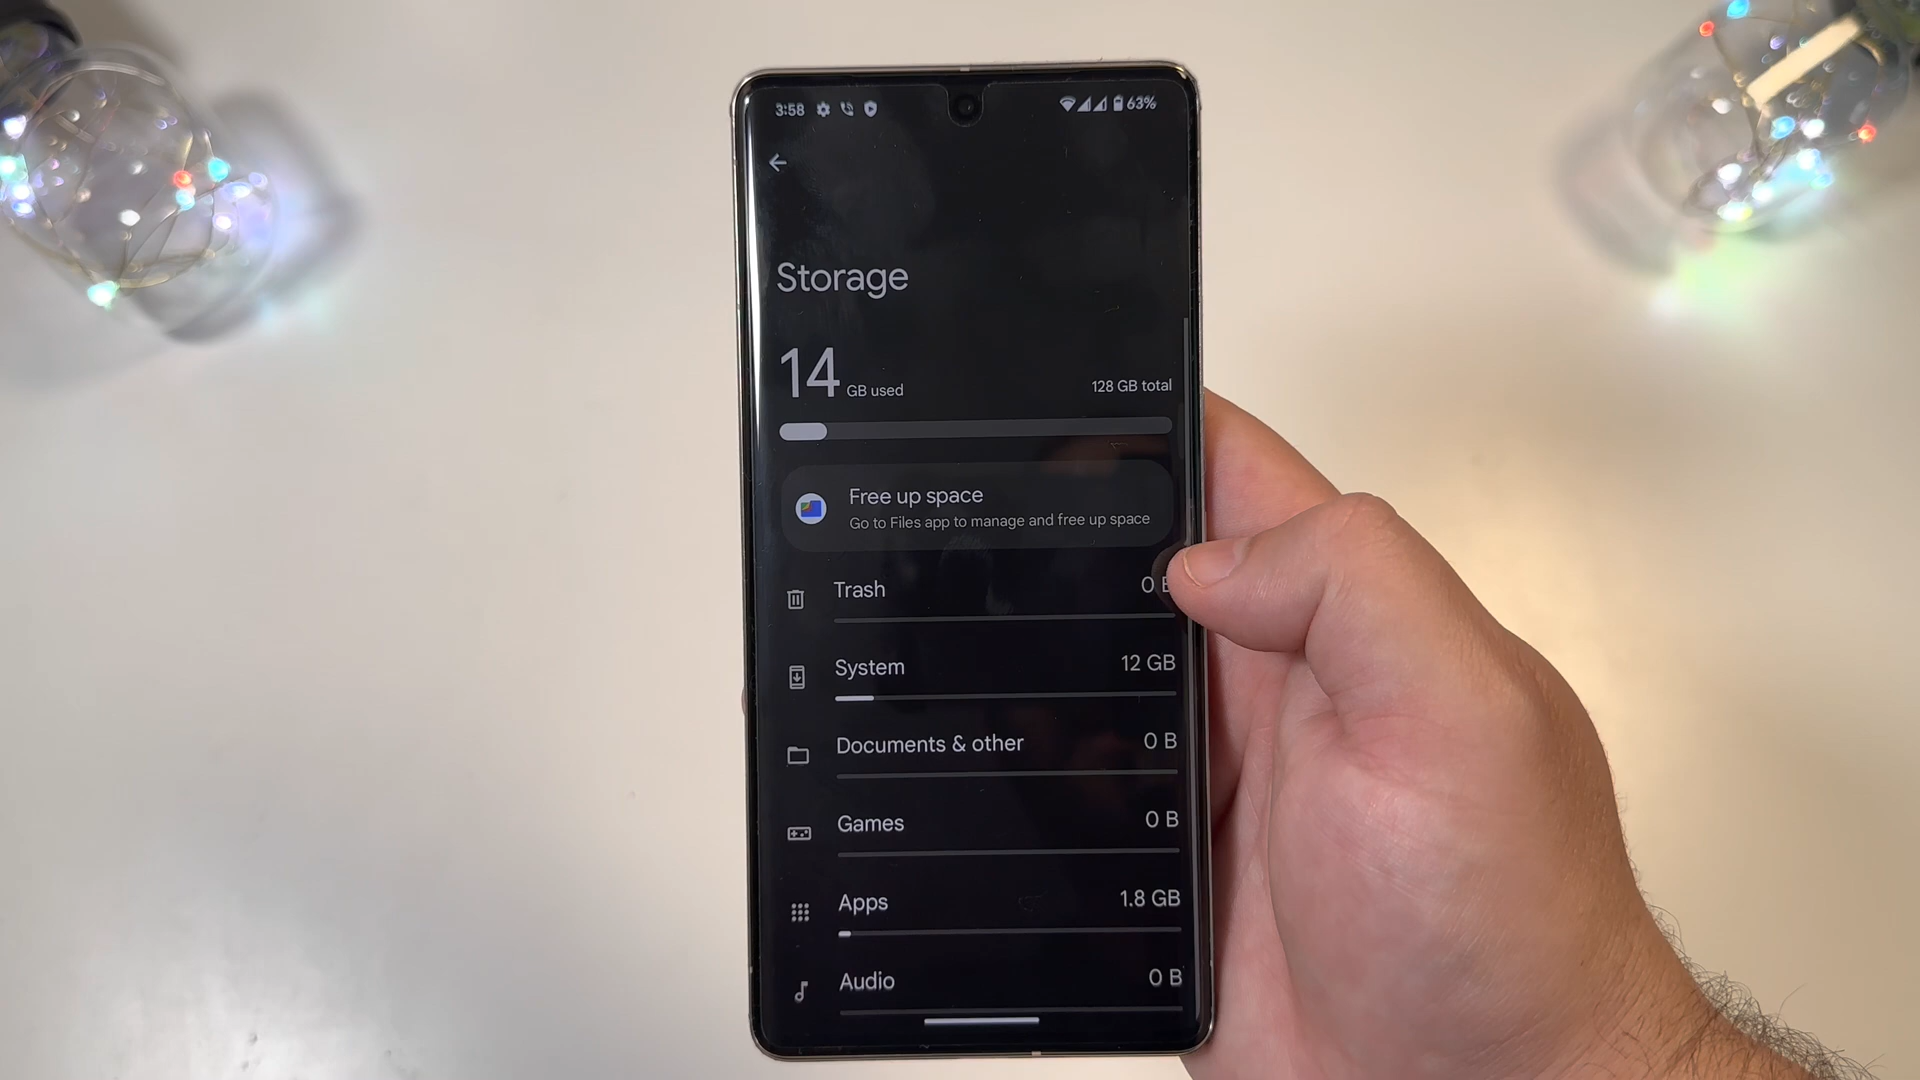 3:58 63%
Storage
14 GB used 128 GB total
Free up space
Go to Files app to manage and free up space
Trash 0
System 12 GB
Documents & other 0 B
Games 0 B
Apps 1.8 GB
Audio 0 B